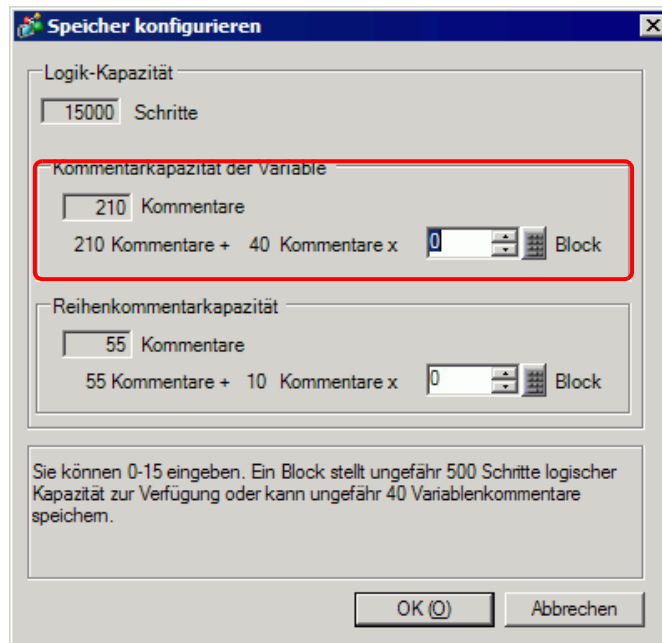 Speicher konfigurieren
Logik-Kapazität
15000 Schritte
Kommentarkapazität der Variable
210 Kommentare
210 Kommentare + 40 Kommentare x 0 Block
Reihenkommentarkapazität
55 Kommentare
55 Kommentare + 10 Kommentare x 0 Block
Sie können 0-15 eingeben. Ein Block stellt ungefähr 500 Schritte logischer
Kapazität zur Verfügung oder kann ungefähr 40 Variablenkommentare
speichern.
OK (O) Abbrechen